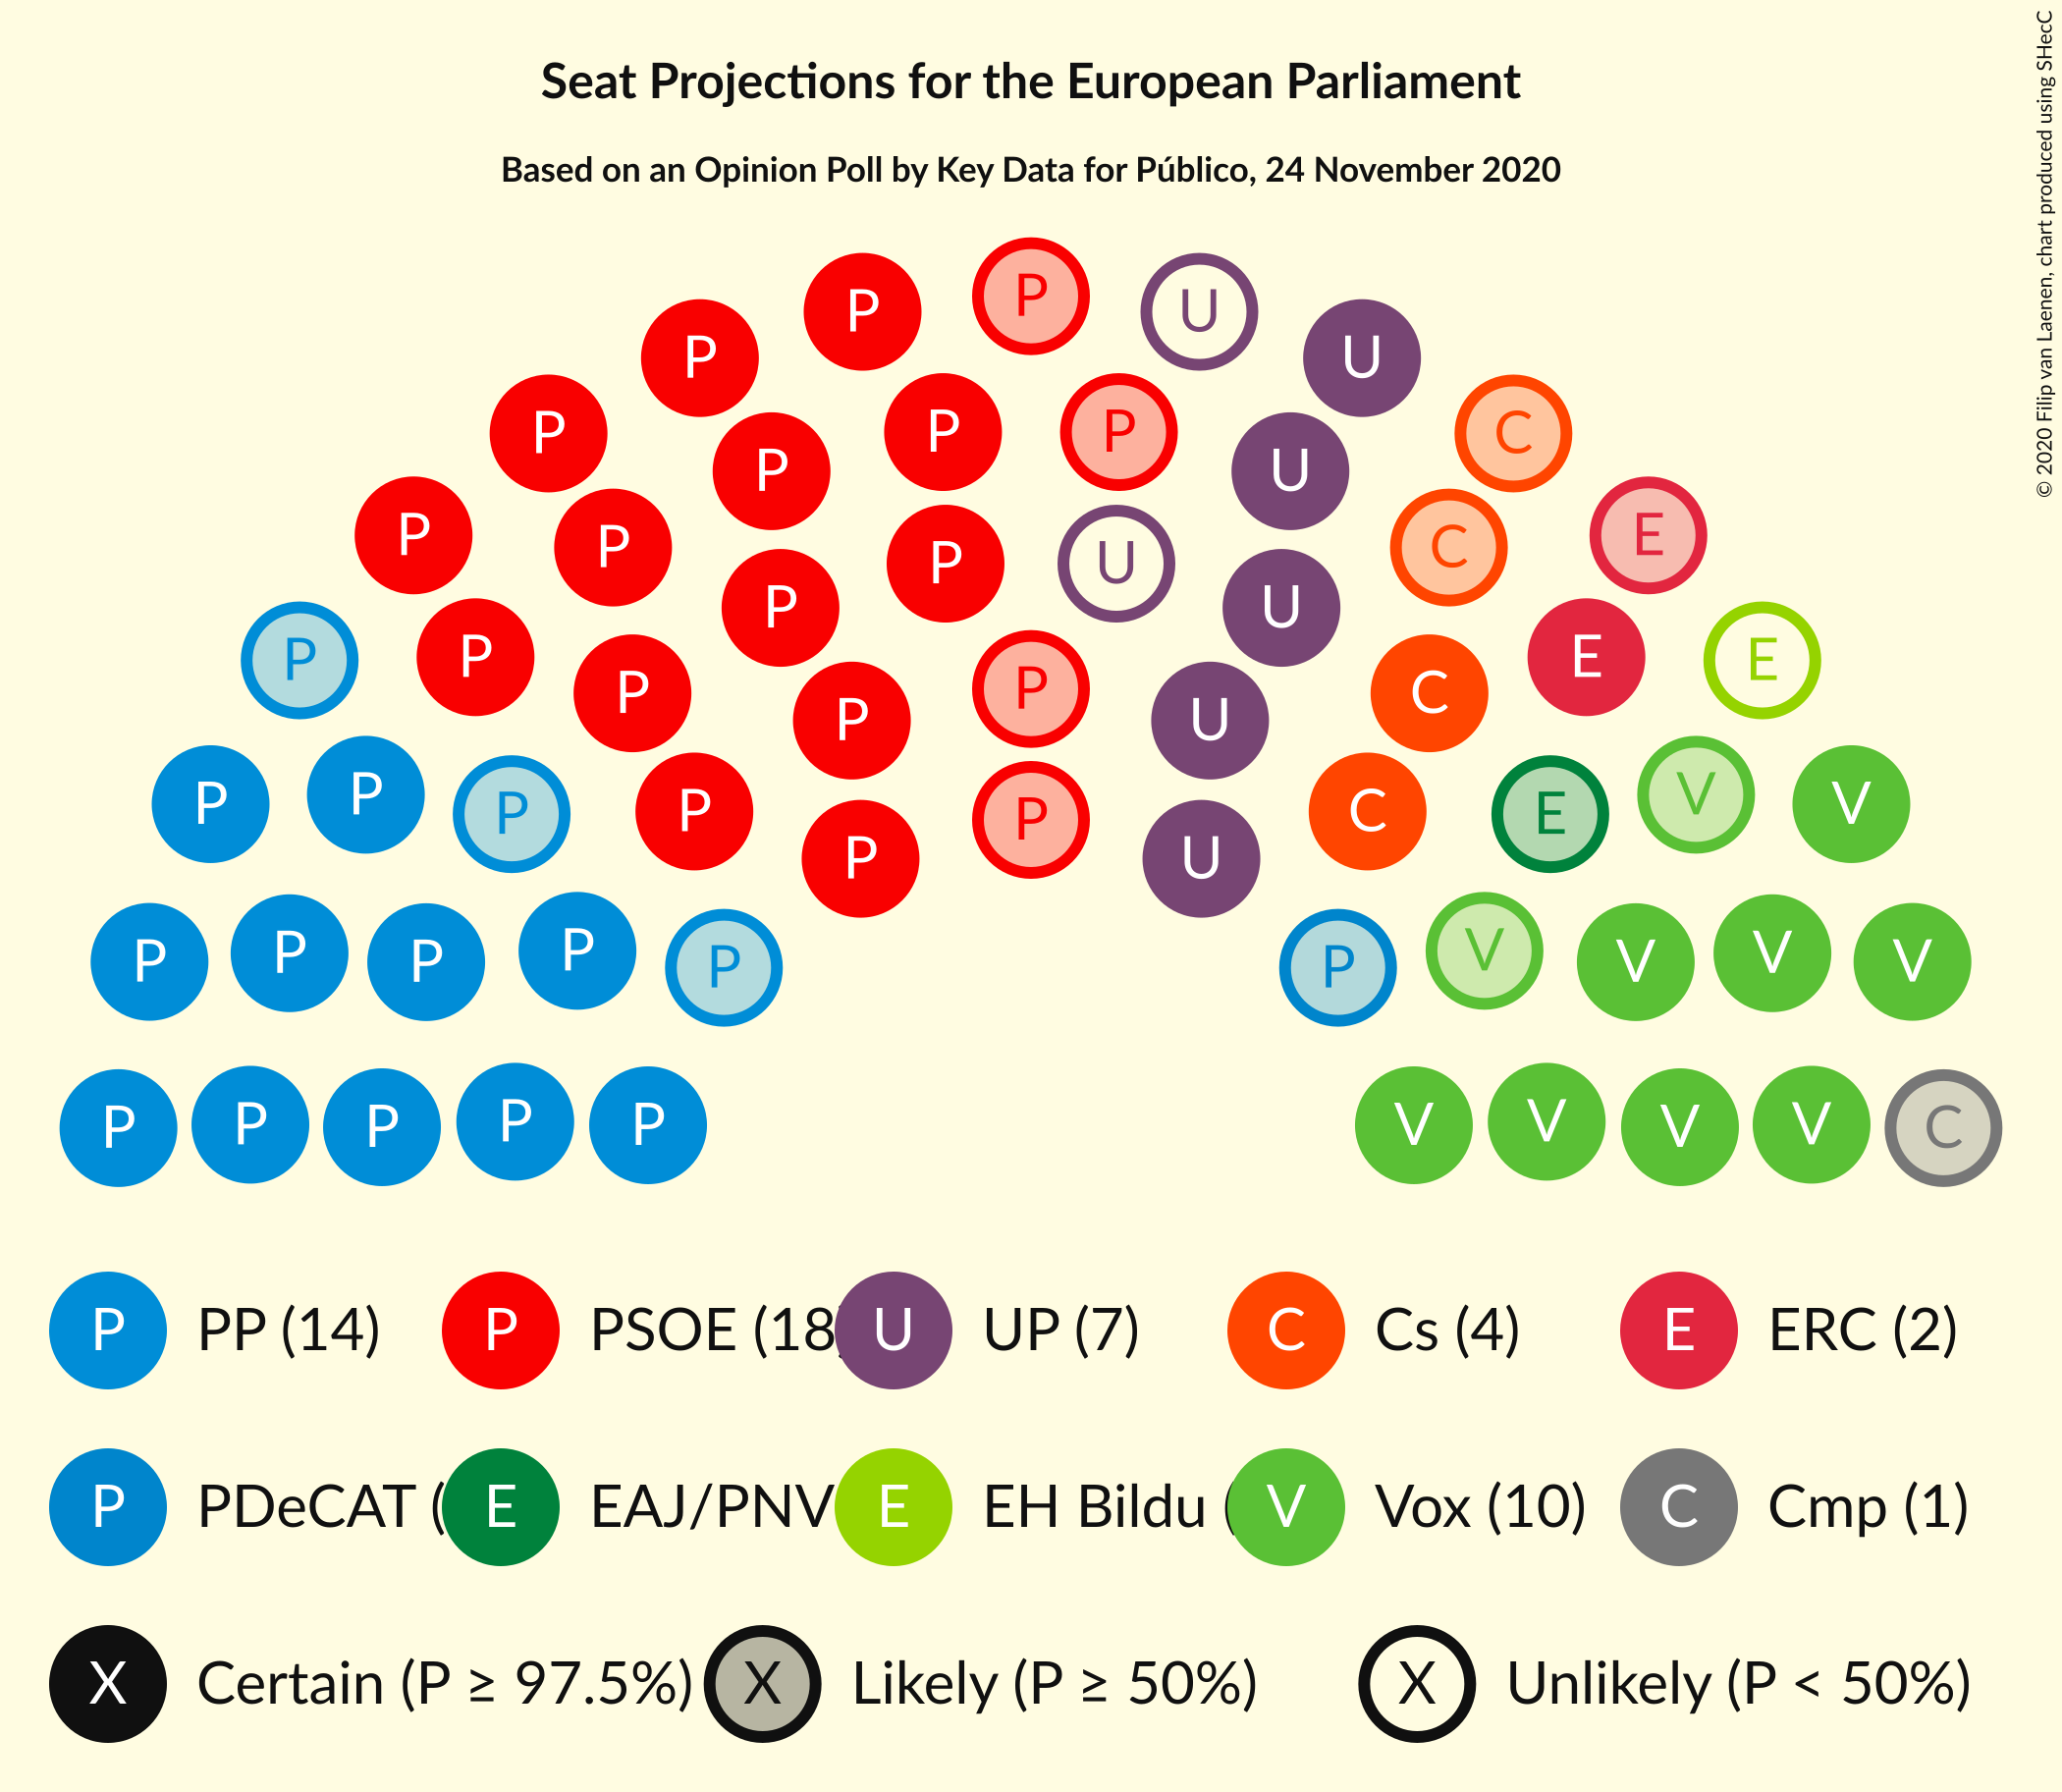 Seat Projections for the European Parliament
Based on an Opinion Poll by Key Data for Público, 24 November 2020
© 2020 Filip van Laenen, chart produced using SHecC
P
P U
P U
P P P C
P U
P E
P C
P U
P U
P P E E
P P C
P U
P P P P P C E V V
P U
P P P P P P V V V V
P P P P P V V V V C
P PP (14) P PSOE (18 U UP (7) C Cs (4) E ERC (2)
P PDeCAT ( E EAJ/PNV E EH Bildu ( V Vox (10) C Cmp (1)
X Certain (P ≥ 97.5%) X Likely (P ≥ 50%) X Unlikely (P < 50%)